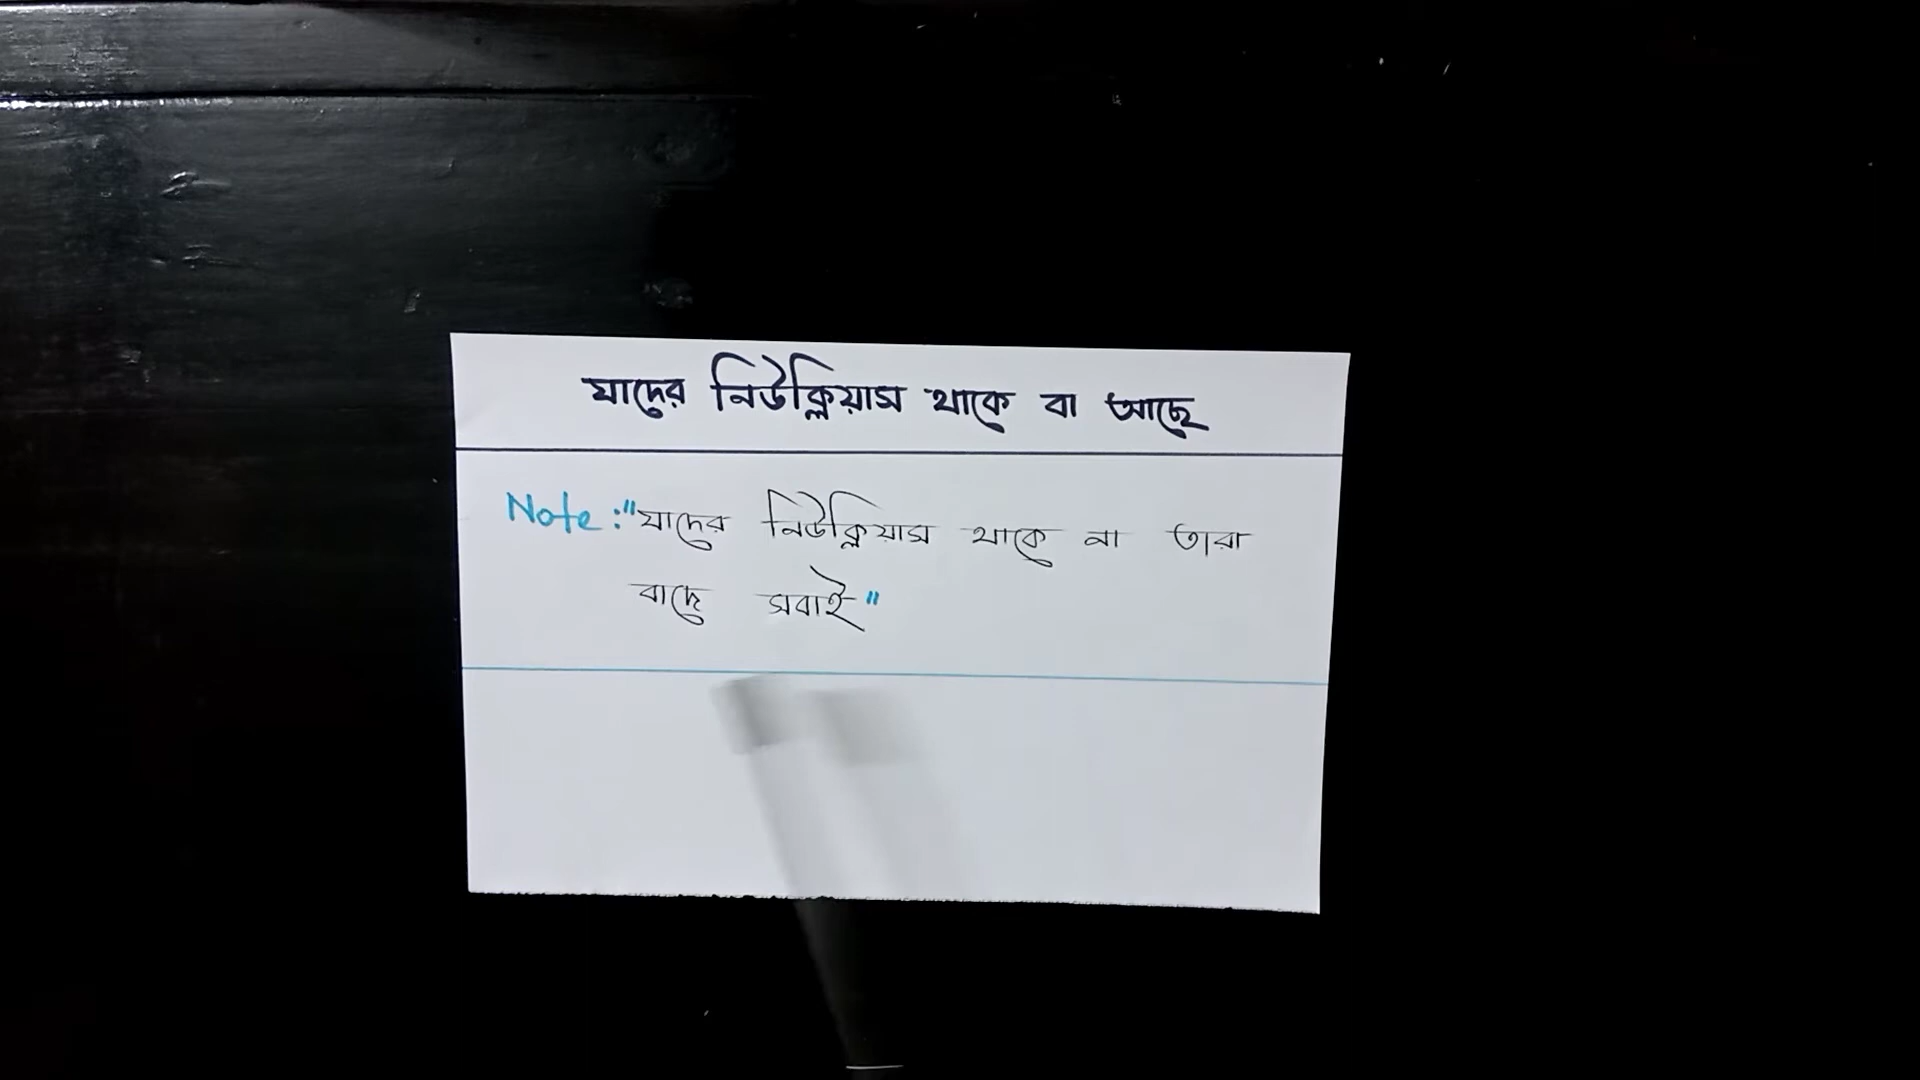 যাদের নিউক্লিয়াস থাকে বা আছে
Note:"যাদের নিউক্লিয়াস থাকে না তারা
বাদে সবাই"